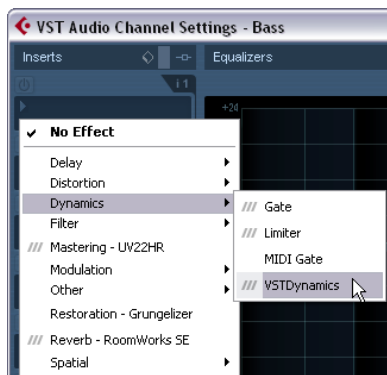 VST Audio Channel Settings - Bass
Inserts
Equalizers
i1
+24
No Effect
Delay
Distortion
Dynamics
Gate
Filter
Limiter
/// Mastering - UV22HR
MIDI Gate
Modulation
Other
VSTDynamics
Restoration - Grungelizer
/// Reverb - RoomWorks SE
Spatial